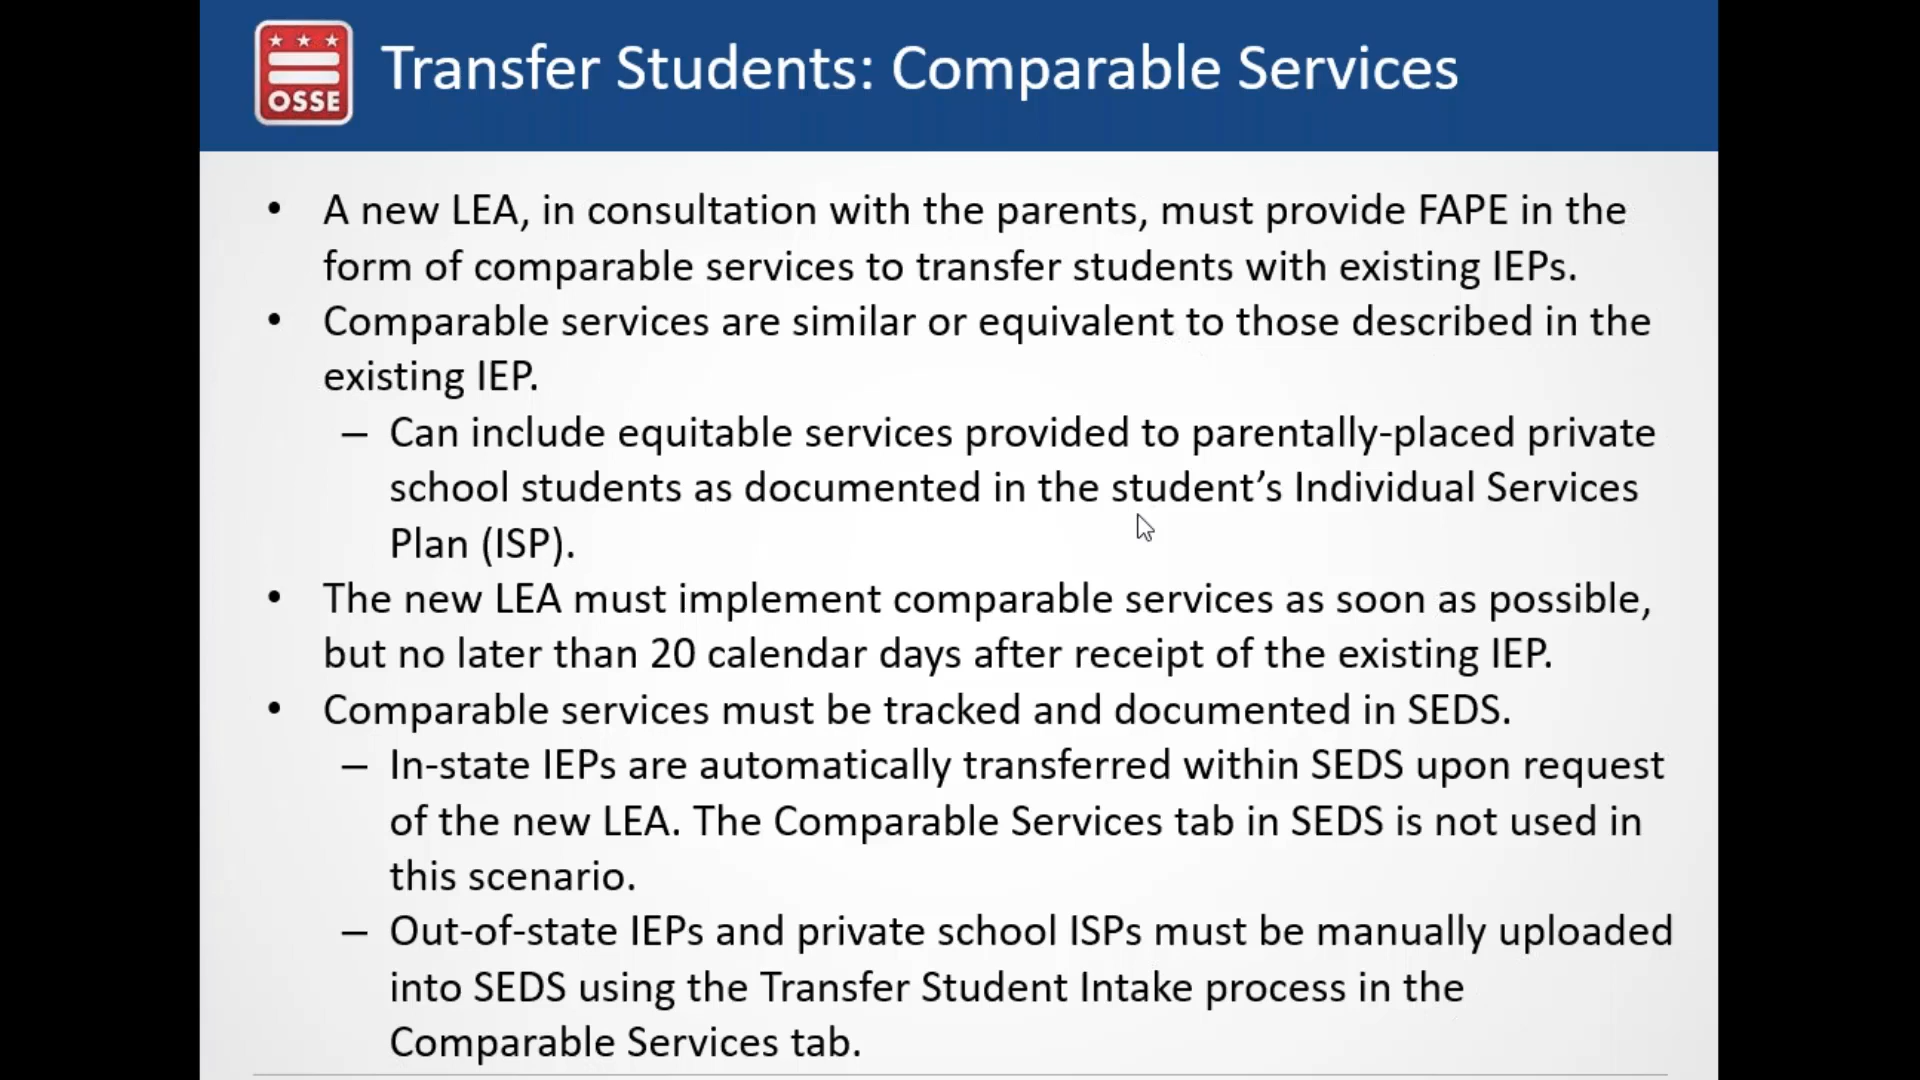 OSSE
Transfer Students: Comparable Services
• A new LEA, in consultation with the parents, must provide FAPE in the
form of comparable services to transfer students with existing IEPs.
• Comparable services are similar or equivalent to those described in the
existing IEP.
– Can include equitable services provided to parentally-placed private
school students as documented in the student’s Individual Services
Plan (ISP).
• The new LEA must implement comparable services as soon as possible,
but no later than 20 calendar days after receipt of the existing IEP.
• Comparable services must be tracked and documented in SEDS.
– In-state IEPs are automatically transferred within SEDS upon request
of the new LEA. The Comparable Services tab in SEDS is not used in
this scenario.
– Out-of-state IEPs and private school ISPs must be manually uploaded
into SEDS using the Transfer Student Intake process in the
Comparable Services tab.